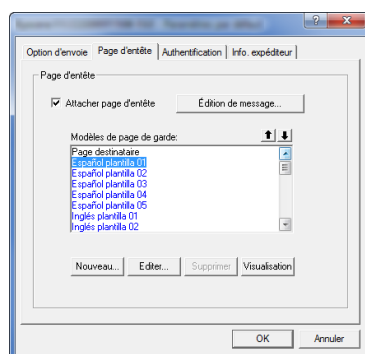 Option d'envoie Page d'entête Authentification Info. expéditeur
Page d'entête
Attacher page d'entête Édition de message...
Modèles de page de garde:
Page destinataire
Español plantilla 01
Español plantilla 02
Español plantilla 03
Español plantilla 04
Español plantilla 05
Inglés plantilla 01
Inglés plantilla 02
Nouveau... Editer... Supprimer Visualisation
OK Annuler